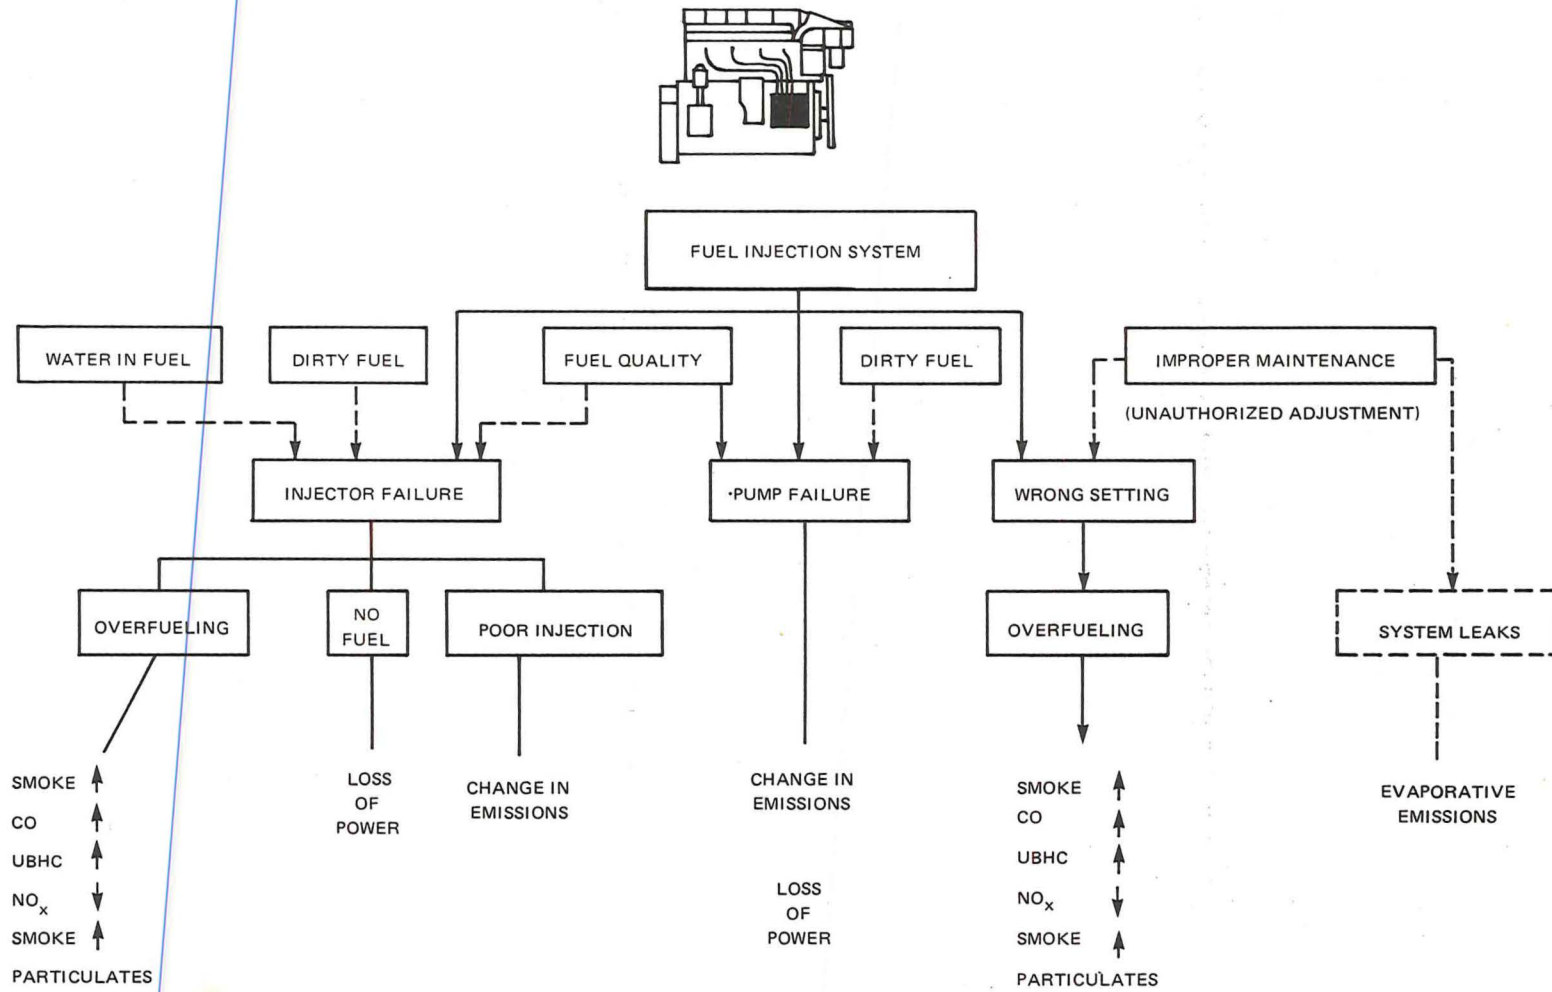 FUEL INJECTION SYSTEM
WATER IN FUEL
DIRTY FUEL
FUEL QUALITY
DIRTY FUEL
IMPROPER MAINTENANCE
(UNAUTHORIZED ADJUSTMENT)
INJECTOR FAILURE
PUMP FAILURE
WRONG SETTING
OVERFUELING
NO
FUEL
POOR INJECTION
OVERFUELING
SYSTEM LEAKS
SMOKE
CO
UBHC
NOx
SMOKE
PARTICULATES
LOSS
OF
POWER
CHANGE IN
EMISSIONS
CHANGE IN
EMISSIONS
LOSS
OF
POWER
SMOKE
CO
UBHC
NOx
SMOKE
PARTICULATES
EVAPORATIVE
EMISSIONS